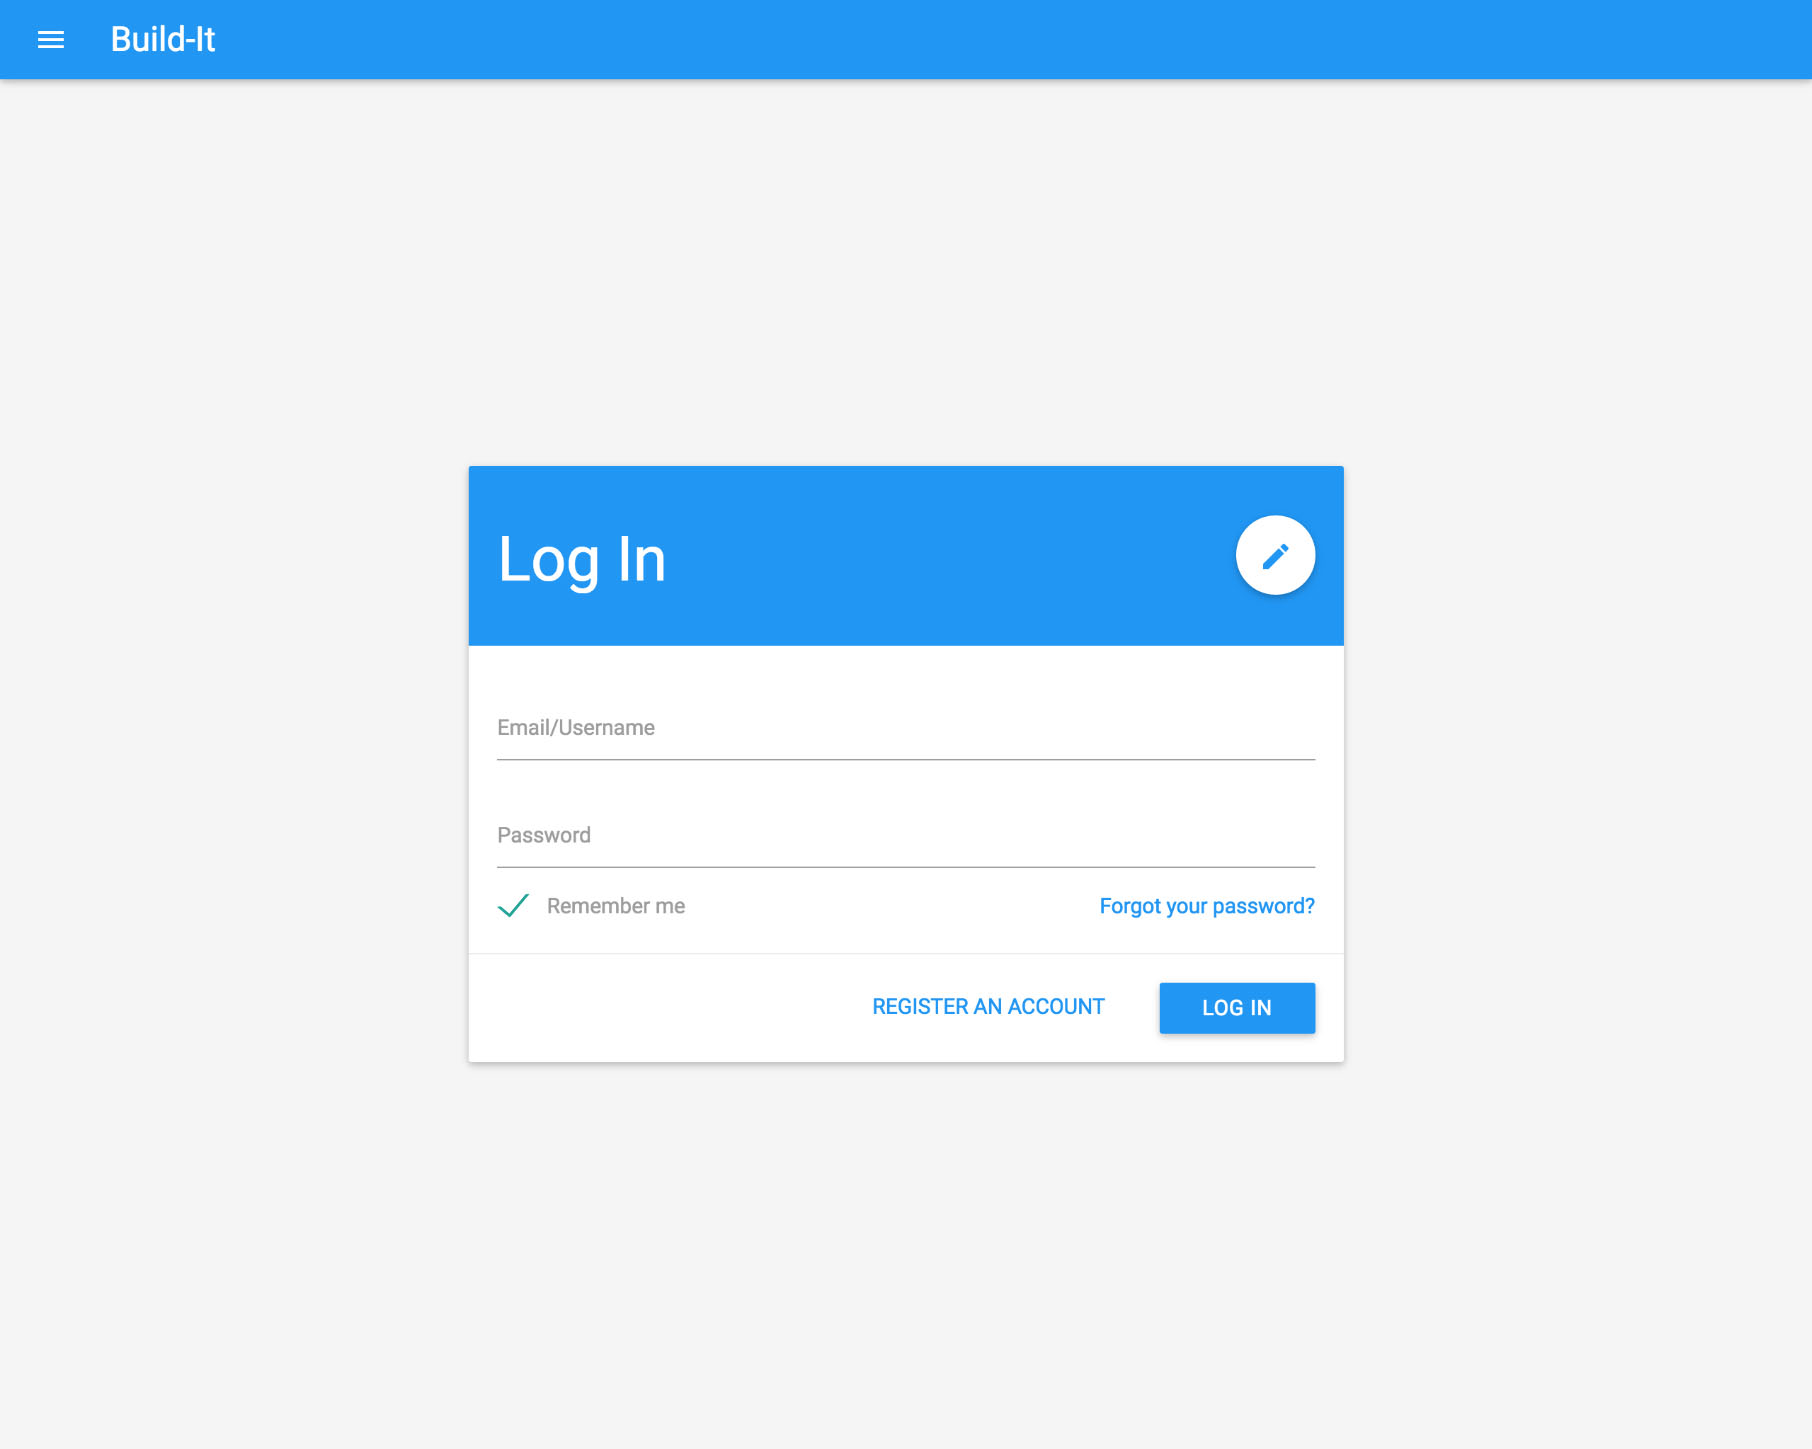 Build-It
Log In
Email/Username
Password
Remember me
Forgot your password?
REGISTER AN ACCOUNT
LOG IN